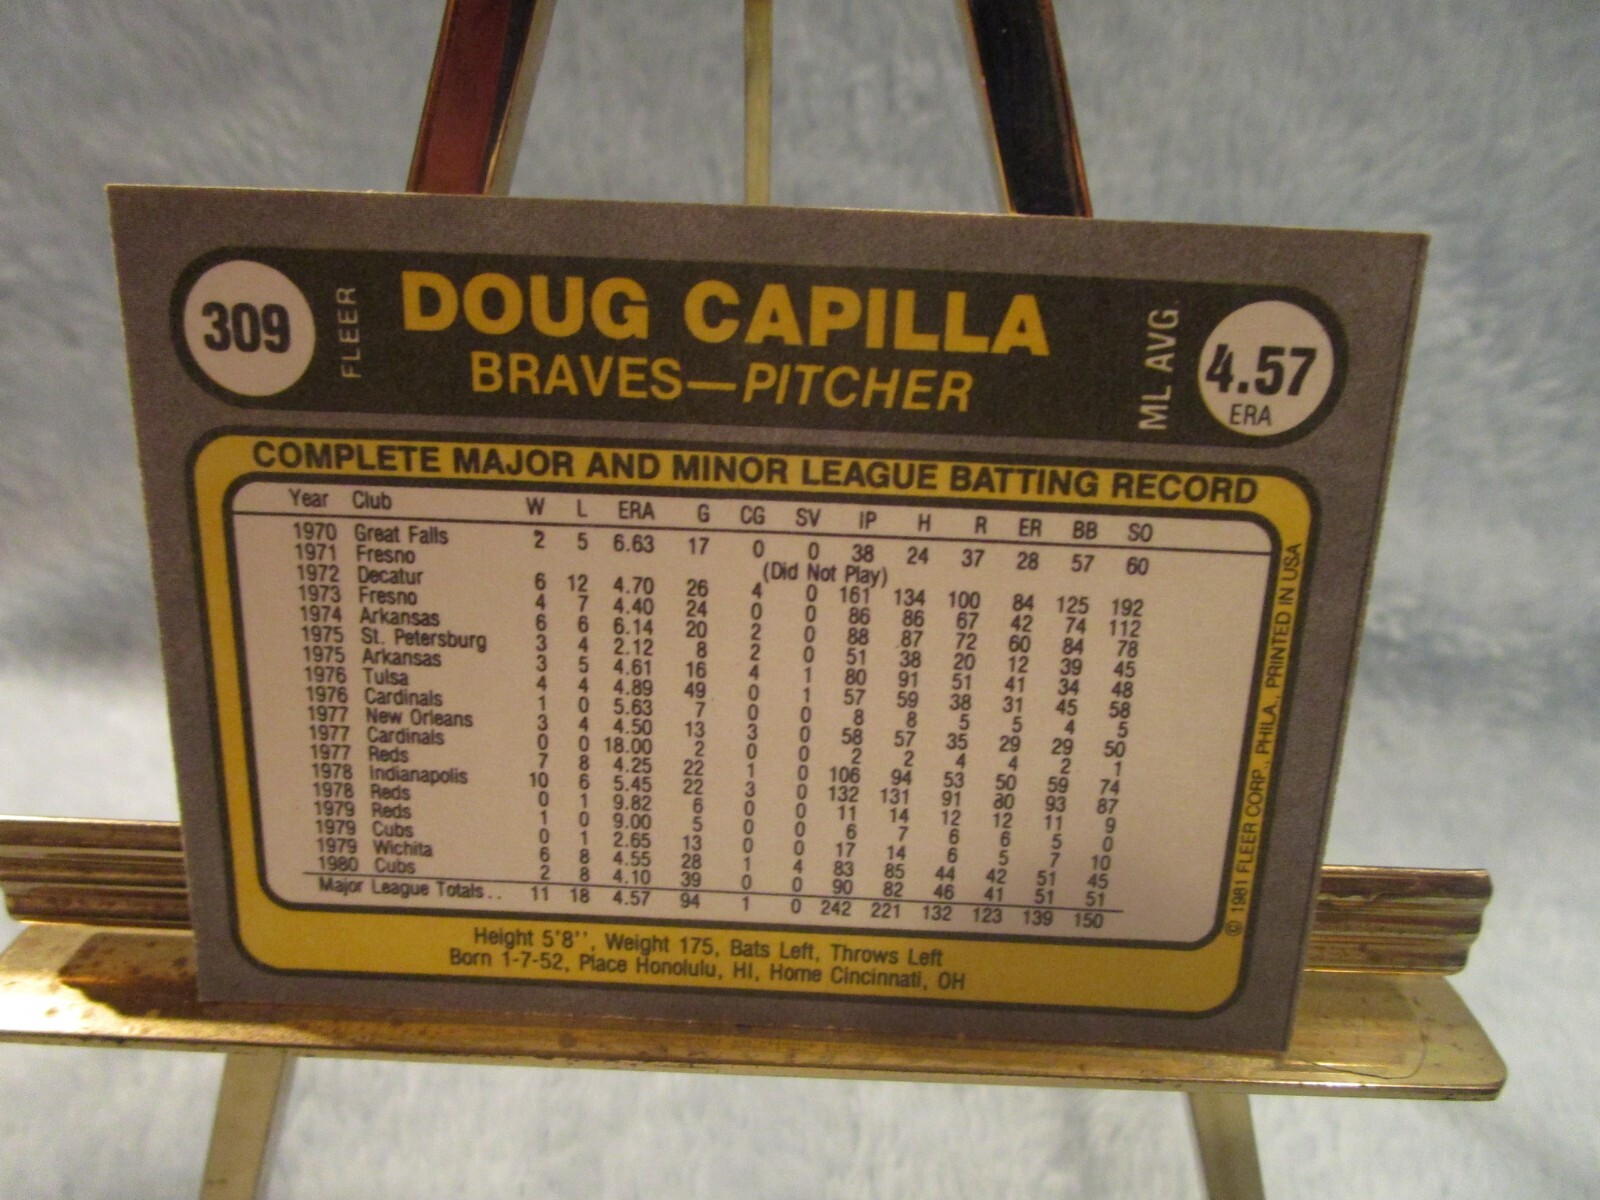 309
FLEER
DOUG CAPILLA
BRAVES—PITCHER
ML AVG.
4.57
ERA
COMPLETE MAJOR AND MINOR LEAGUE BATTING RECORD
Year Club W L ERA G CG SV IP H R ER BB SO
1970 Great Falls 2 5 6.63 17 0 0 38 24 37 28 57 60
1971 Fresno (Did Not Play)
1972 Decatur 6 12 4.70 26 4 0 161 134 100 84 125 192
1973 Fresno 4 7 4.40 24 0 0 86 86 67 42 74 112
1974 Arkansas 6 6 6.14 20 2 0 88 87 72 60 84 78
1975 St. Petersburg 3 4 2.12 8 2 0 51 38 20 12 39 45
1975 Arkansas 3 5 4.61 16 4 1 80 91 51 41 34 48
1976 Tulsa 4 4 4.89 49 0 1 57 59 38 31 45 58
1976 Cardinals 1 0 5.63 7 0 0 8 8 5 5 4 5
1977 New Orleans 3 4 4.50 13 3 0 58 57 35 29 29 50
1977 Cardinals 0 0 18.00 2 0 0 2 2 4 4 2 1
1977 Reds 7 8 4.25 22 1 0 106 94 53 50 59 74
1978 Indianapolis 10 6 5.45 22 3 0 132 131 91 80 93 87
1978 Reds 0 1 9.82 6 0 0 11 14 12 12 11 9
1979 Reds 1 0 9.00 5 0 0 6 7 6 6 5 0
1979 Cubs 0 1 2.65 13 0 0 17 14 6 5 7 10
1979 Wichita 6 8 4.55 28 1 4 83 85 44 42 51 45
1980 Cubs 2 8 4.10 39 0 0 90 82 46 41 51 51
Major League Totals.. 11 18 4.57 94 1 0 242 221 132 123 139 150
Height 5'8'', Weight 175, Bats Left, Throws Left
Born 1-7-52, Place Honolulu, HI, Home Cincinnati, OH
© 1981 FLEER CORP., PHILA., PRINTED IN USA